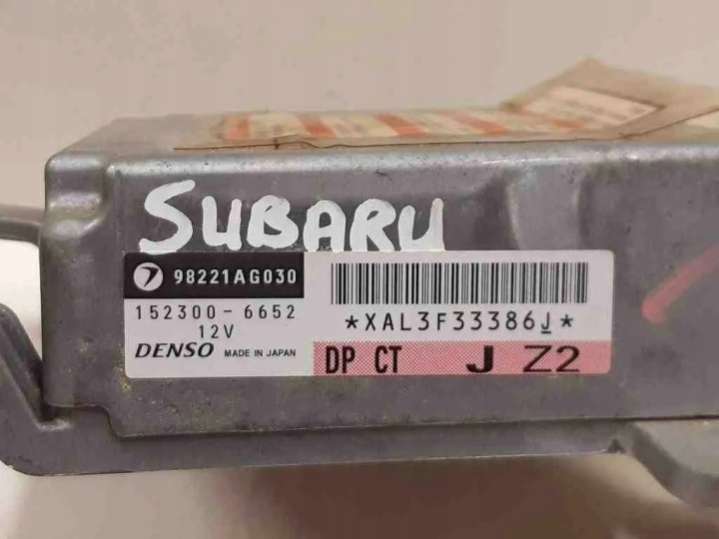 SUBARU
98221AG030
152300-6652
12V
DENSO MADE IN JAPAN
*XAL3F33386J*
DP CT J Z2